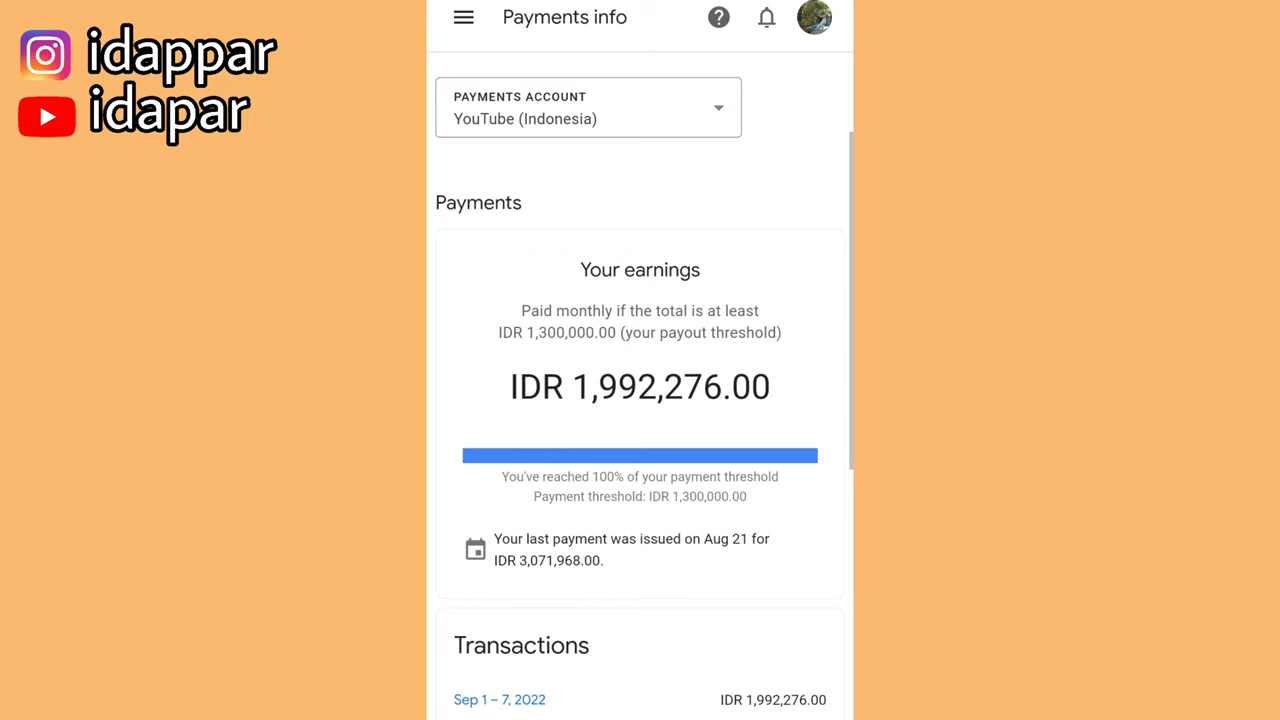 idappar
idapar
Payments info
PAYMENTS ACCOUNT
YouTube (Indonesia)
Payments
Your earnings
Paid monthly if the total is at least
IDR 1,300,000.00 (your payout threshold)
IDR 1,992,276.00
You've reached 100% of your payment threshold
Payment threshold: IDR 1,300,000.00
Your last payment was issued on Aug 21 for
IDR 3,071,968.00.
Transactions
Sep 1 – 7, 2022 IDR 1,992,276.00